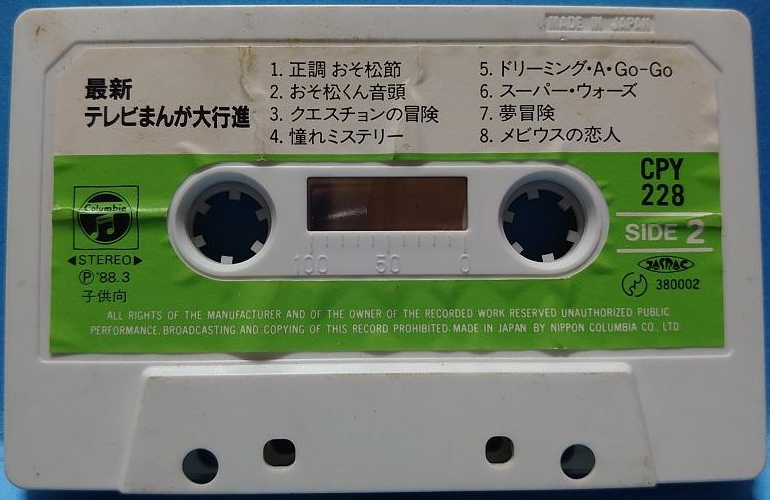 MADE IN JAPAN
最新
テレビまんが大行進
1. 正調 おそ松節
2. おそ松くん音頭
3. クエスチョンの冒険
4. 憧れミステリー
5. ドリーミング・A・Go-Go
6. スーパー・ウォーズ
7. 夢冒険
8. メビウスの恋人
CPY
228
SIDE 2
JASRAC
380002
Columbia
◀STEREO▶
Ⓟ'88.3
子供向
100 50 0
ALL RIGHTS OF THE MANUFACTURER AND OF THE OWNER OF THE RECORDED WORK RESERVED UNAUTHORIZED PUBLIC
PERFORMANCE, BROADCASTING AND COPYING OF THIS RECORD PROHIBITED-MADE IN JAPAN BY NIPPON COLUMBIA CO., LTD.